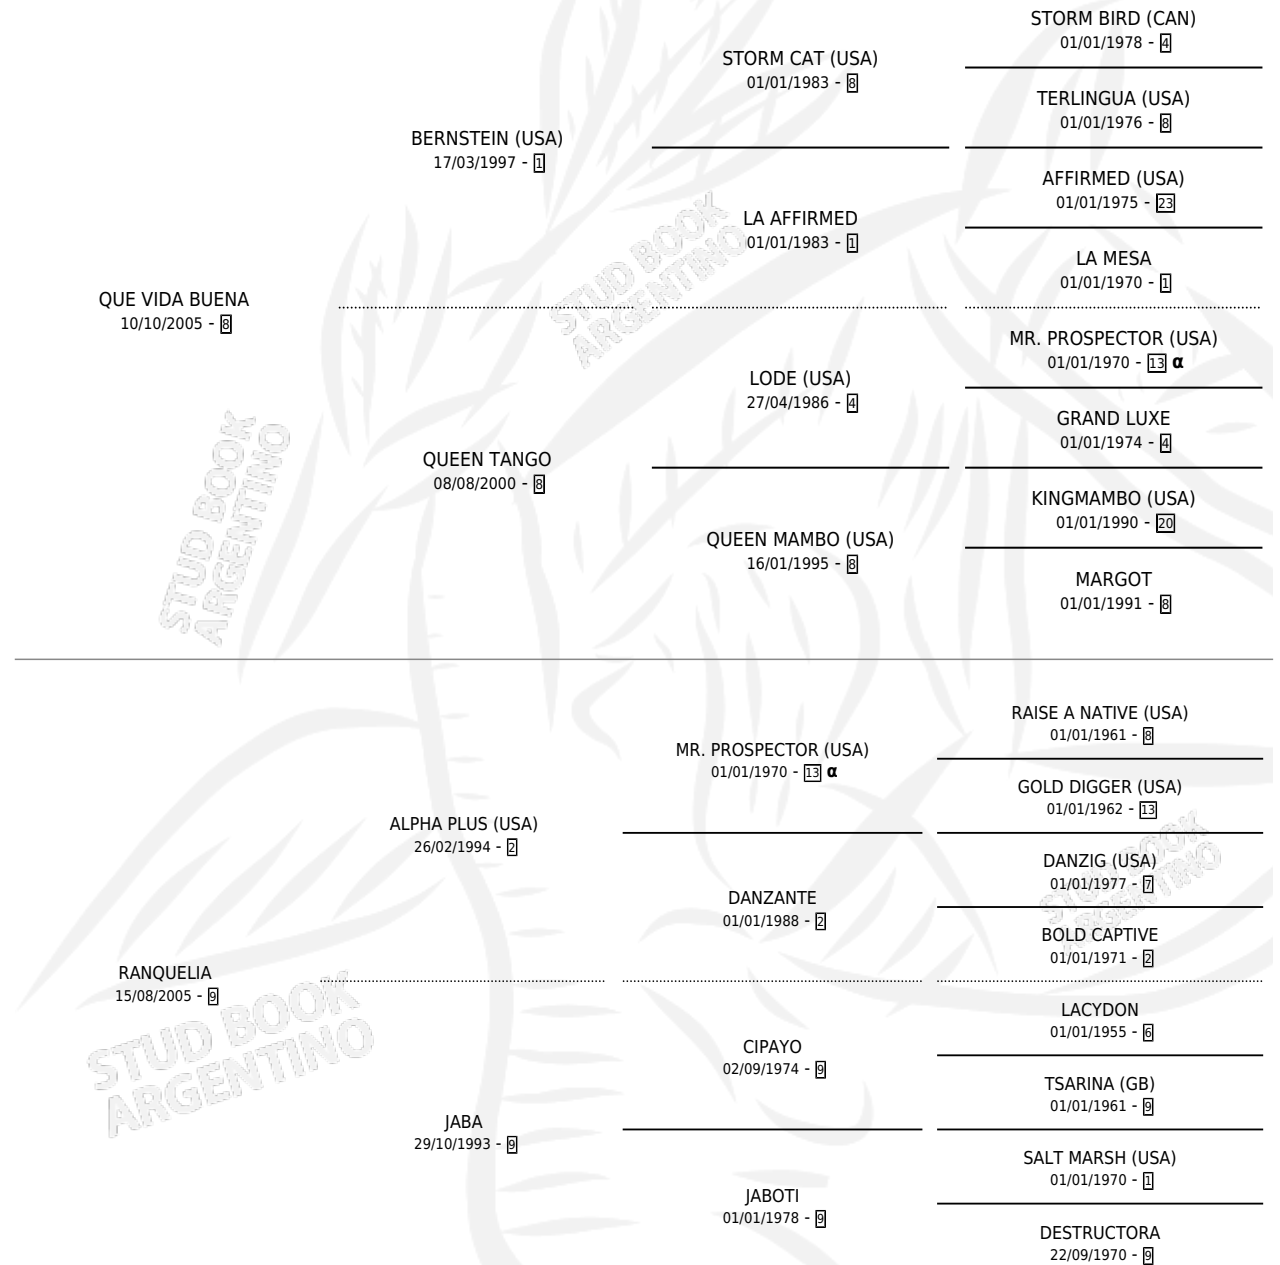 STORM BIRD (CAN)
01/01/1978 - 4
STORM CAT (USA)
01/01/1983 - 8
TERLINGUA (USA)
01/01/1976 - 8
BERNSTEIN (USA)
17/03/1997 - 1
AFFIRMED (USA)
01/01/1975 - 23
LA AFFIRMED
01/01/1983 - 1
LA MESA
01/01/1970 - 1
QUE VIDA BUENA
10/10/2005 - 8
MR. PROSPECTOR (USA)
01/01/1970 - 13 α
LODE (USA)
27/04/1986 - 4
GRAND LUXE
01/01/1974 - 4
QUEEN TANGO
08/08/2000 - 8
KINGMAMBO (USA)
01/01/1990 - 20
QUEEN MAMBO (USA)
16/01/1995 - 8
MARGOT
01/01/1991 - 8
RAISE A NATIVE (USA)
01/01/1961 - 8
MR. PROSPECTOR (USA)
01/01/1970 - 13 α
GOLD DIGGER (USA)
01/01/1962 - 13
ALPHA PLUS (USA)
26/02/1994 - 2
DANZIG (USA)
01/01/1977 - 7
DANZANTE
01/01/1988 - 2
BOLD CAPTIVE
01/01/1971 - 2
RANQUELIA
15/08/2005 - 9
LACYDON
01/01/1955 - 6
CIPAYO
02/09/1974 - 9
TSARINA (GB)
01/01/1961 - 9
JABA
29/10/1993 - 9
SALT MARSH (USA)
01/01/1970 - 1
JABOTI
01/01/1978 - 9
DESTRUCTORA
22/09/1970 - 9
STUD BOOK
ARGENTINO
STUD BOOK
ARGENTINO
STUD BOOK
ARGENTINO
STUD BOOK
ARGENTINO